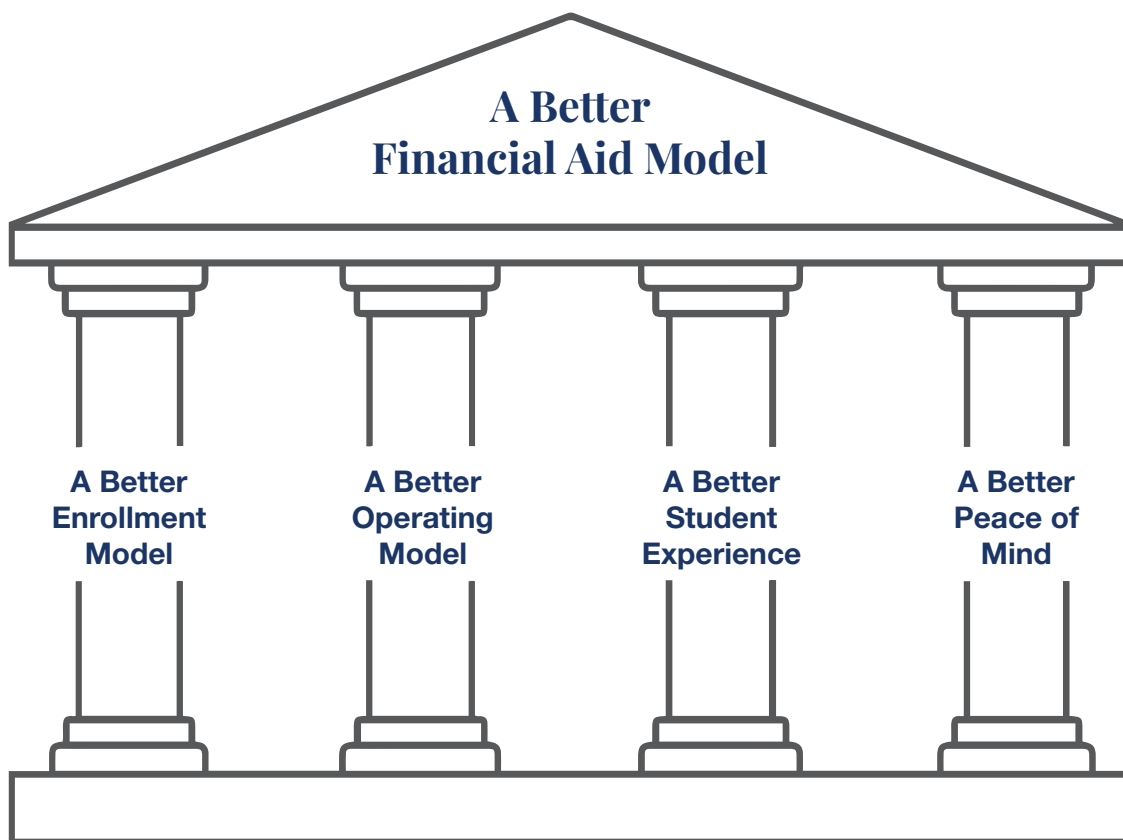 A Better
Financial Aid Model
A Better
Enrollment
Model
A Better
Operating
Model
A Better
Student
Experience
A Better
Peace of
Mind